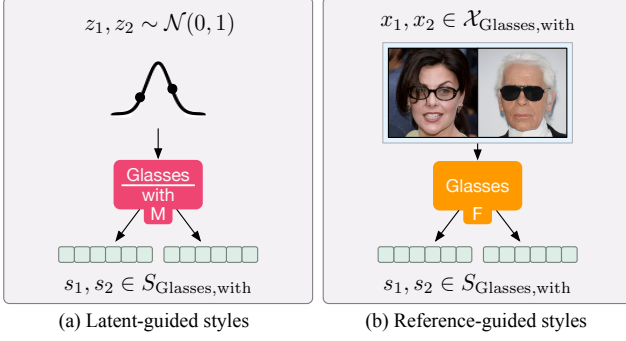 z₁, z₂ ∼ 𝒩(0, 1)
Glasses
with
M
s₁, s₂ ∈ S_Glasses,with
(a) Latent-guided styles
x₁, x₂ ∈ 𝒳_Glasses,with
Glasses
F
s₁, s₂ ∈ S_Glasses,with
(b) Reference-guided styles